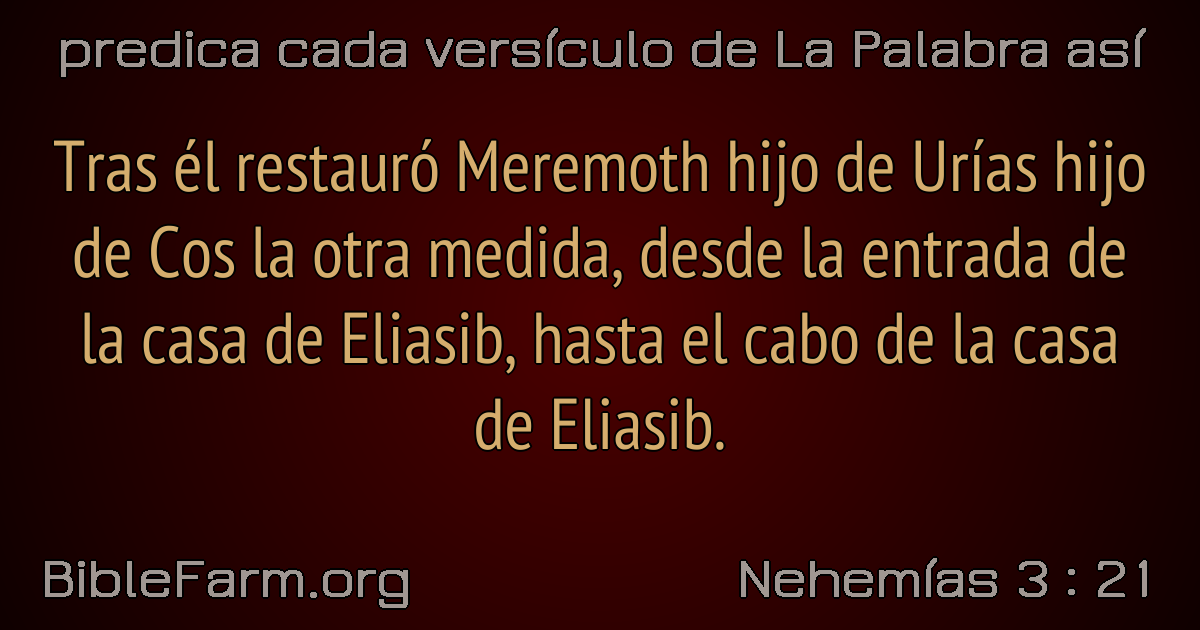 predica cada versículo de La Palabra así
Tras él restauró Meremoth hijo de Urías hijo
de Cos la otra medida, desde la entrada de
la casa de Eliasib, hasta el cabo de la casa
de Eliasib.
BibleFarm.org
Nehemías 3 : 21